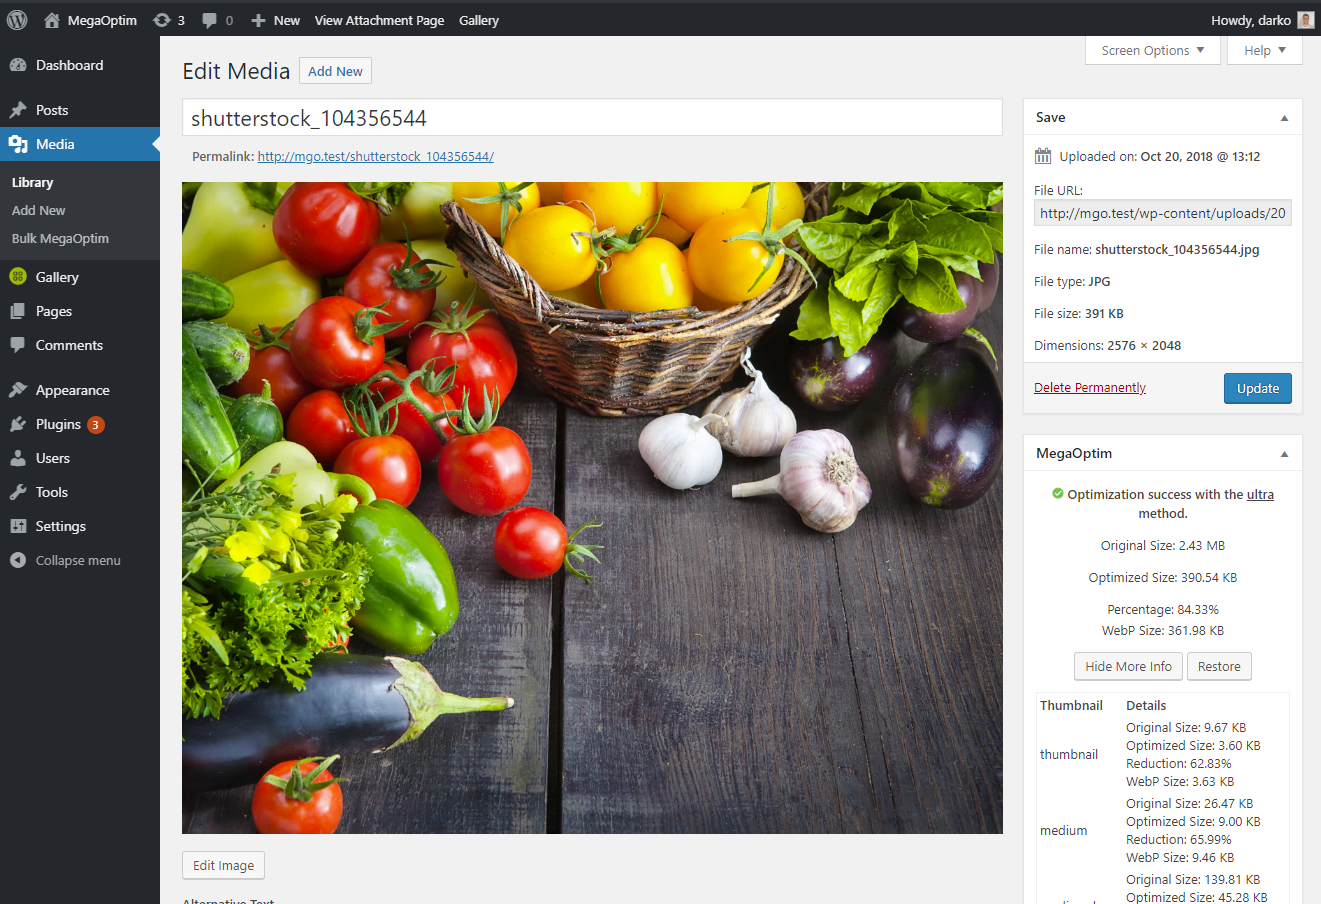 MegaOptim 3 0 New View Attachment Page Gallery Howdy, darko
Screen Options Help
Dashboard
Posts
Media
Library
Add New
Bulk MegaOptim
Gallery
Pages
Comments
Appearance
Plugins 3
Users
Tools
Settings
Collapse menu
Edit Media Add New
shutterstock_104356544
Permalink: http://mgo.test/shutterstock_104356544/
Edit Image
Alternative Text
Save
Uploaded on: Oct 20, 2018 @ 13:12
File URL:
http://mgo.test/wp-content/uploads/20
File name: shutterstock_104356544.jpg
File type: JPG
File size: 391 KB
Dimensions: 2576 × 2048
Delete Permanently Update
MegaOptim
Optimization success with the ultra
method.
Original Size: 2.43 MB
Optimized Size: 390.54 KB
Percentage: 84.33%
WebP Size: 361.98 KB
Hide More Info Restore
Thumbnail Details
thumbnail
Original Size: 9.67 KB
Optimized Size: 3.60 KB
Reduction: 62.83%
WebP Size: 3.63 KB
medium
Original Size: 26.47 KB
Optimized Size: 9.00 KB
Reduction: 65.99%
WebP Size: 9.46 KB
Original Size: 139.81 KB
Optimized Size: 45.28 KB